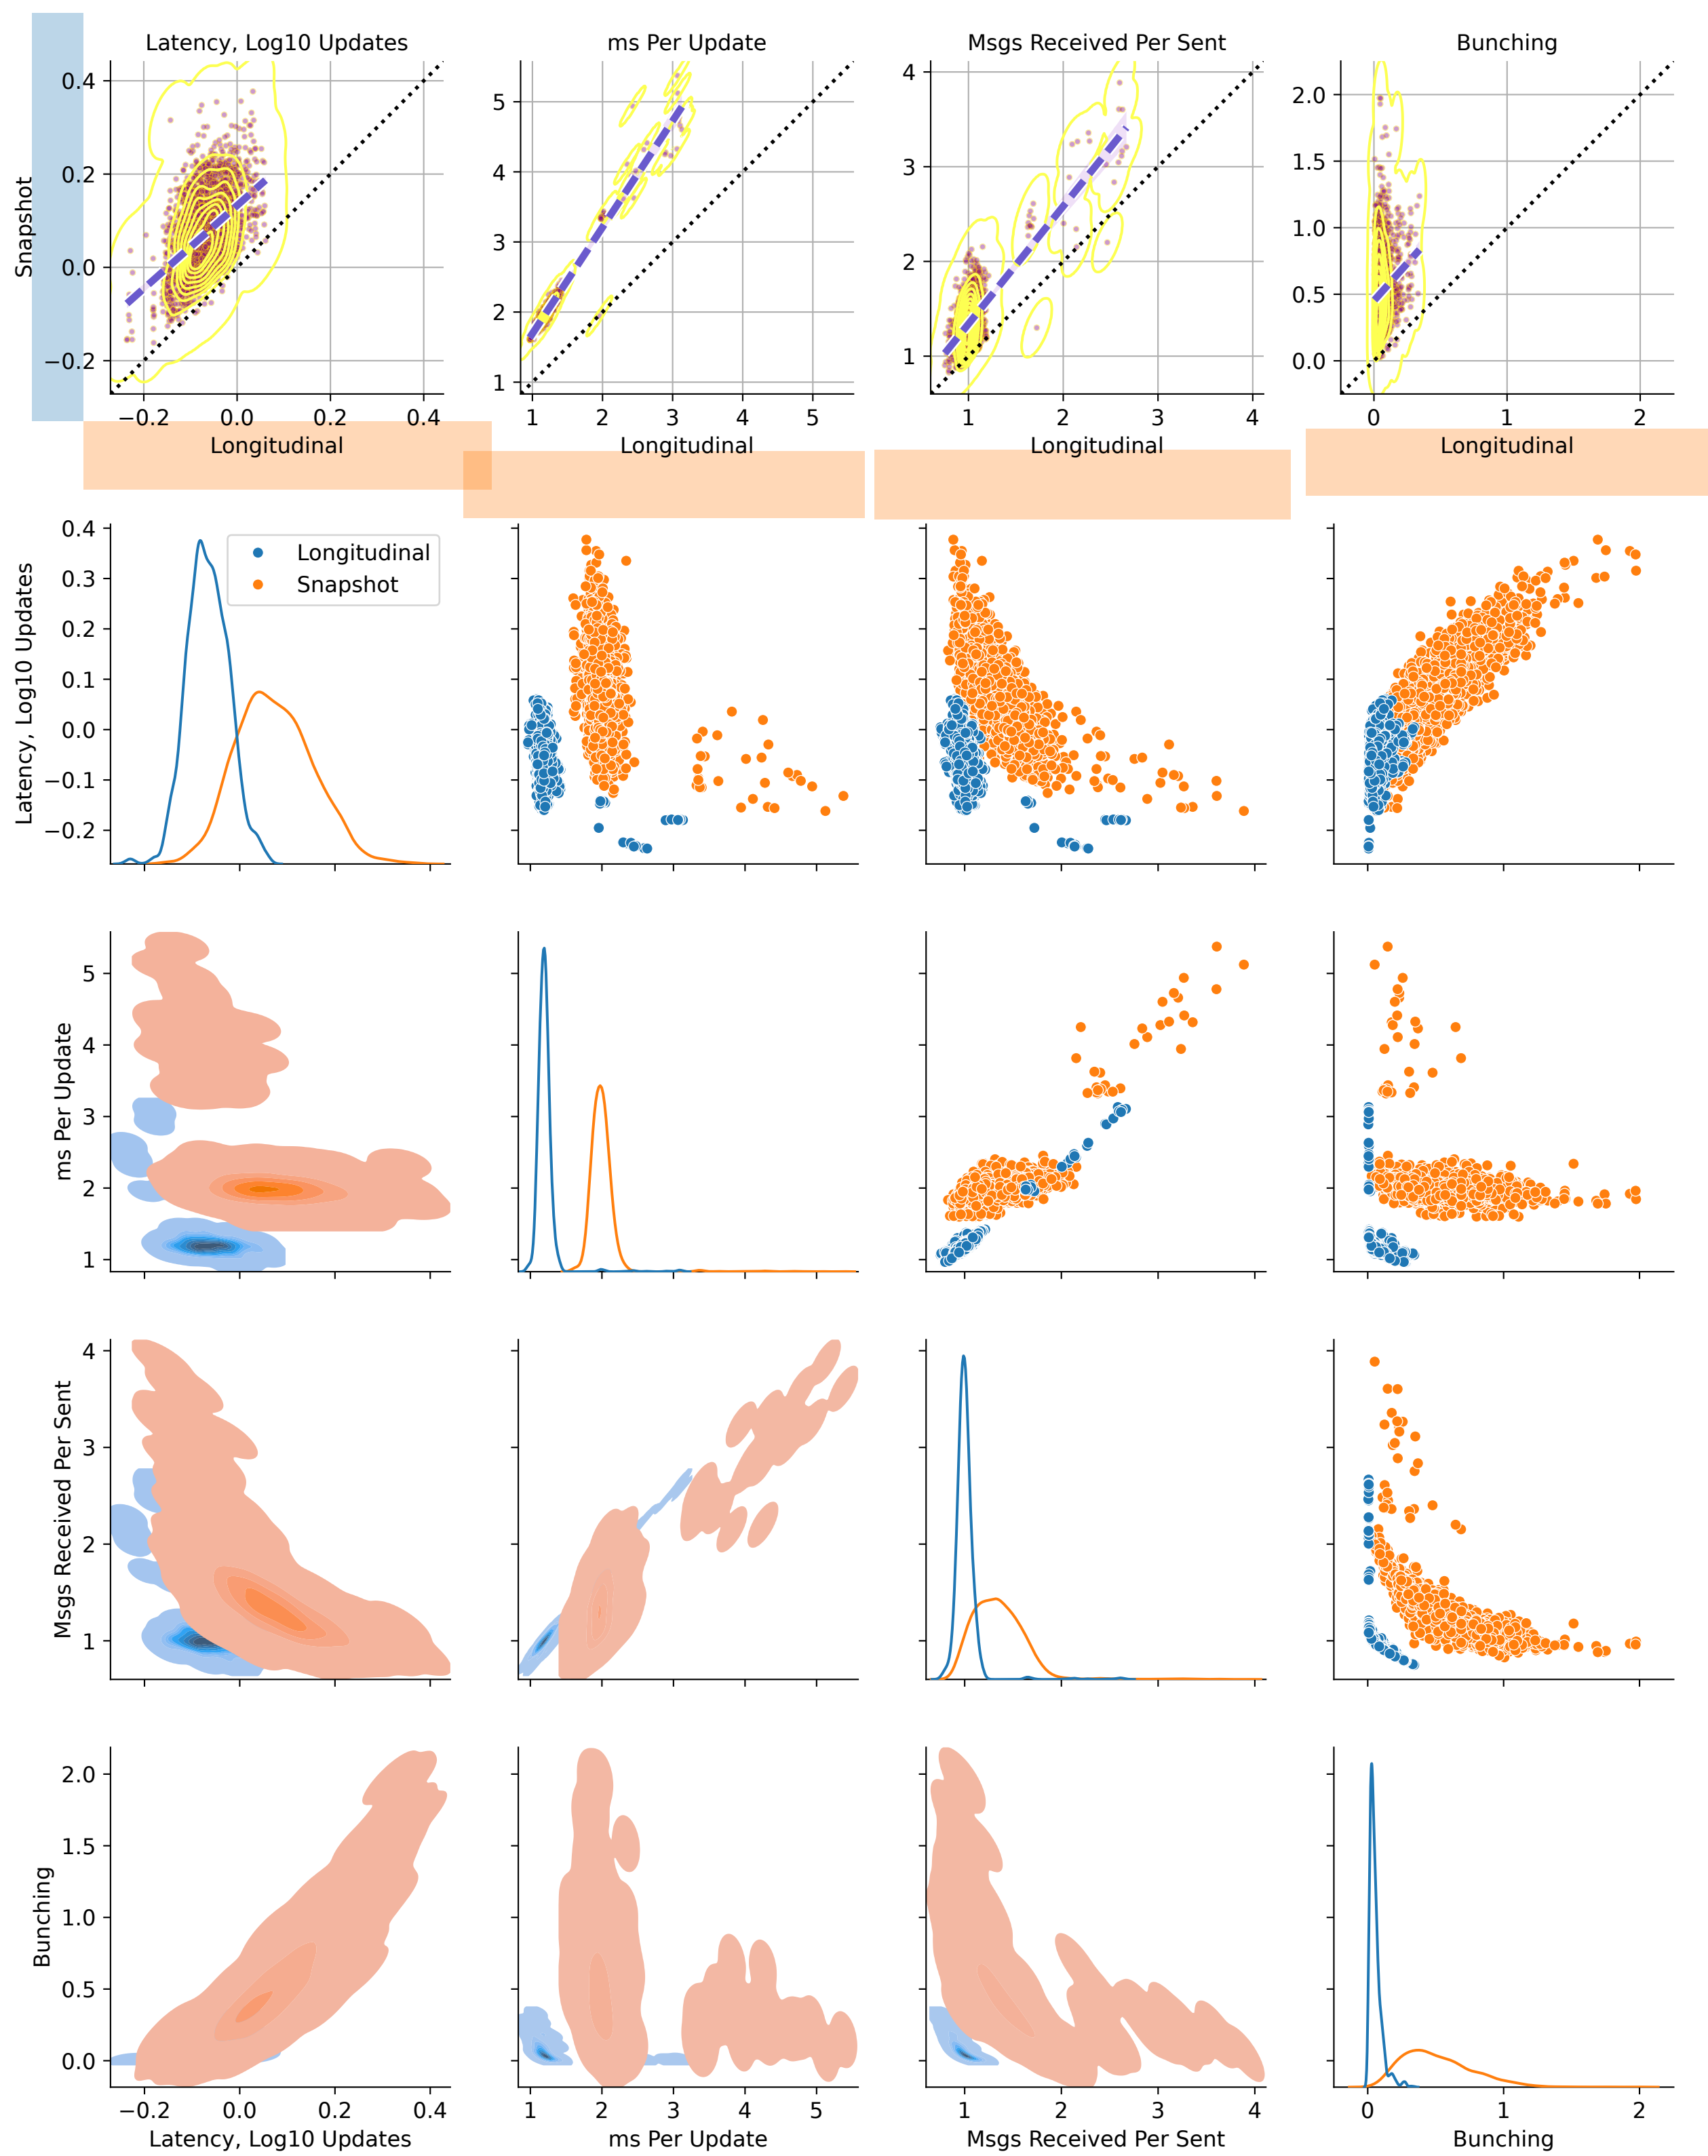 Latency, Log10 Updates
ms Per Update
Msgs Received Per Sent
Bunching
Snapshot
0.4
0.2
0.0
−0.2
5
4
3
2
1
4
3
2
1
2.0
1.5
1.0
0.5
0.0
−0.2 0.0 0.2 0.4
1 2 3 4 5
1 2 3 4
0 1 2
Longitudinal
Longitudinal
Longitudinal
Longitudinal
Latency, Log10 Updates
0.4
0.3
0.2
0.1
0.0
−0.1
−0.2
Longitudinal
Snapshot
ms Per Update
5
4
3
2
1
Msgs Received Per Sent
4
3
2
1
Bunching
2.0
1.5
1.0
0.5
0.0
−0.2 0.0 0.2 0.4
1 2 3 4 5
1 2 3 4
0 1 2
Latency, Log10 Updates
ms Per Update
Msgs Received Per Sent
Bunching